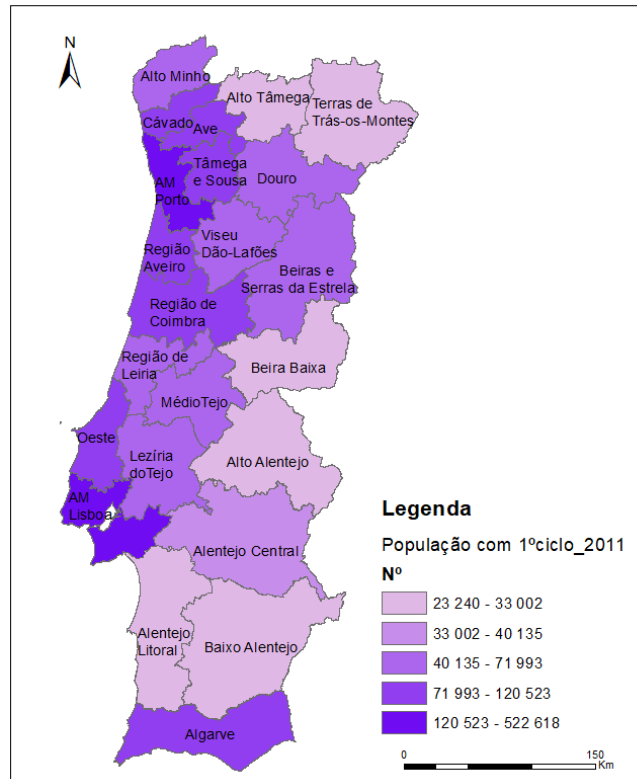 N
Alto Minho
Alto Tâmega
Terras de
Trás-os-Montes
Cávado
Ave
Tâmega
e Sousa
AM
Porto
Douro
Viseu
Dão-Lafões
Região
Aveiro
Beiras e
Serras da Estrela
Região de
Coimbra
Região de
Leiria
Beira Baixa
MédioTejo
Oeste
Lezíria
doTejo
Alto Alentejo
AM
Lisboa
Alentejo Central
Alentejo
Litoral
Baixo Alentejo
Algarve
Legenda
População com 1ºciclo_2011
Nº
23 240 - 33 002
33 002 - 40 135
40 135 - 71 993
71 993 - 120 523
120 523 - 522 618
0 150
Km